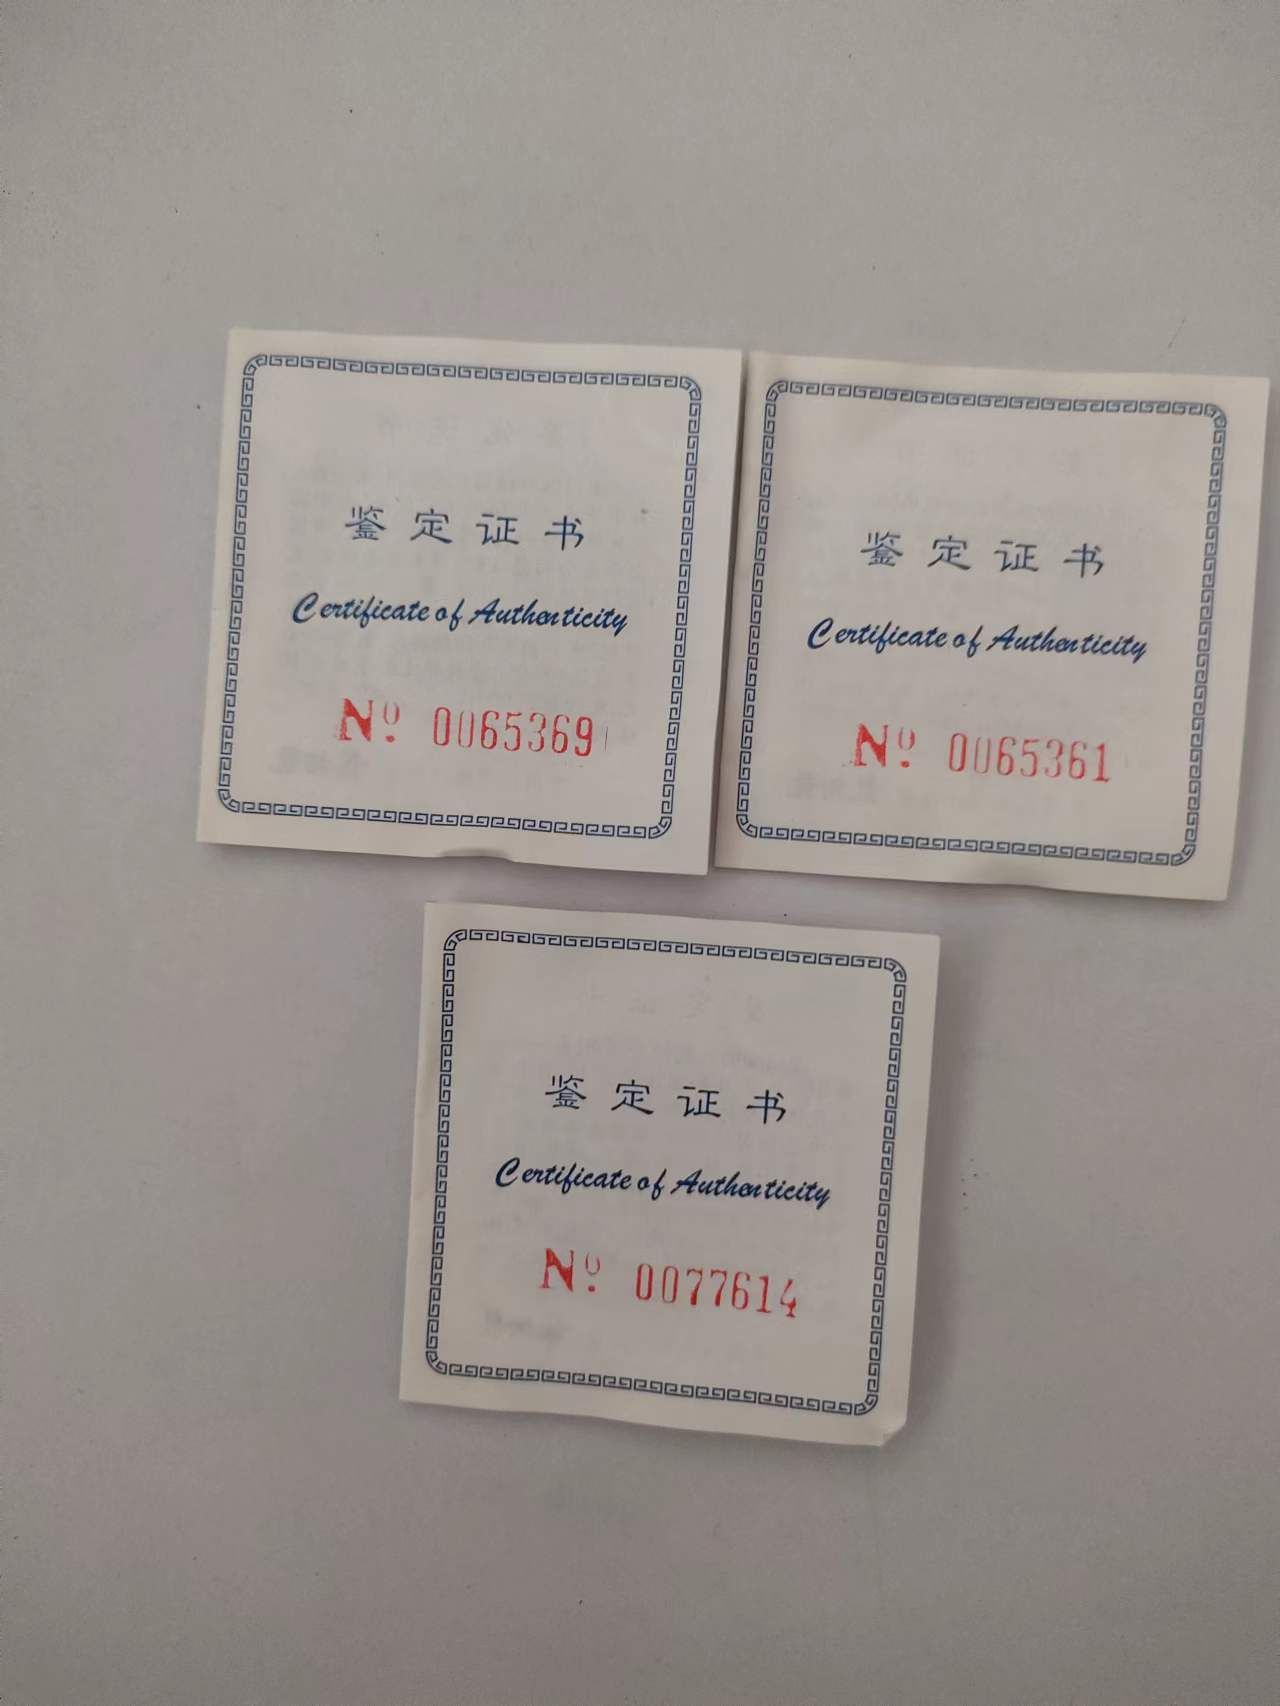 鉴定证书
Certificate of Authenticity
Nº 0065369
鉴定证书
Certificate of Authenticity
Nº 0065361
鉴定证书
Certificate of Authenticity
Nº 0077614